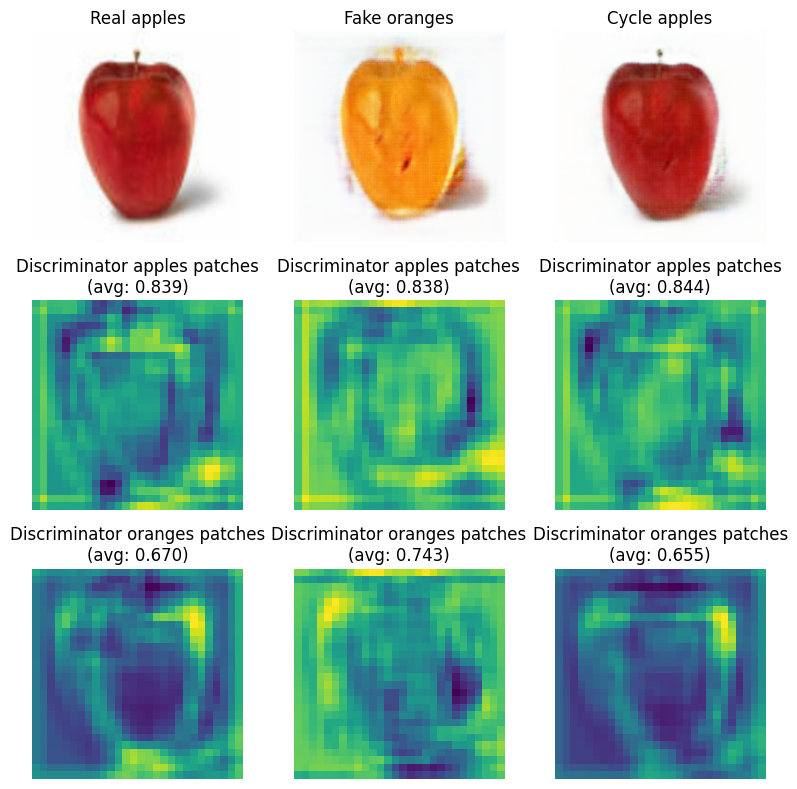 Real apples
Fake oranges
Cycle apples
Discriminator apples patches
(avg: 0.839)
Discriminator apples patches
(avg: 0.838)
Discriminator apples patches
(avg: 0.844)
Discriminator oranges patches
(avg: 0.670)
Discriminator oranges patches
(avg: 0.743)
Discriminator oranges patches
(avg: 0.655)